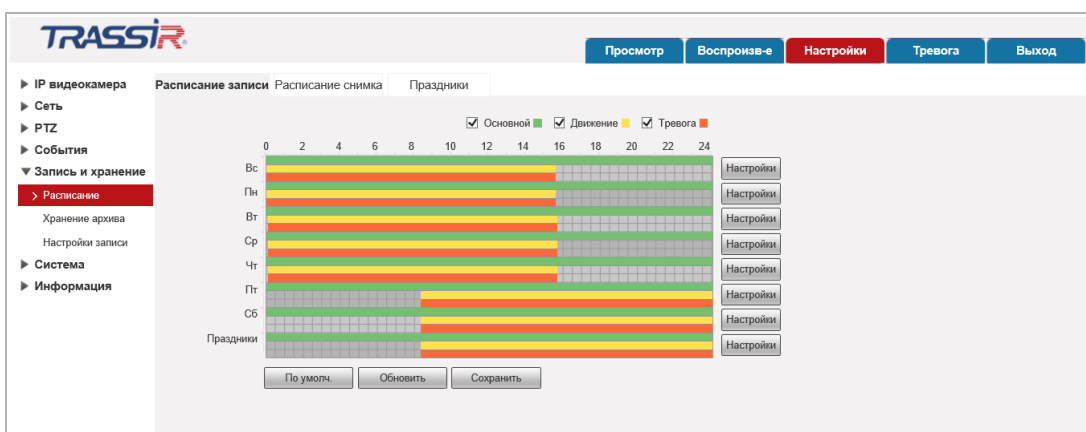 TRASSIR
Просмотр Воспроизв-е Настройки Тревога Выход
IP видеокамера
Сеть
PTZ
События
Запись и хранение
Расписание
Хранение архива
Настройки записи
Система
Информация
Расписание записи Расписание снимка Праздники
Основной Движение Тревога
0 2 4 6 8 10 12 14 16 18 20 22 24
Вс Настройки
Пн Настройки
Вт Настройки
Ср Настройки
Чт Настройки
Пт Настройки
Сб Настройки
Праздники Настройки
По умолч. Обновить Сохранить